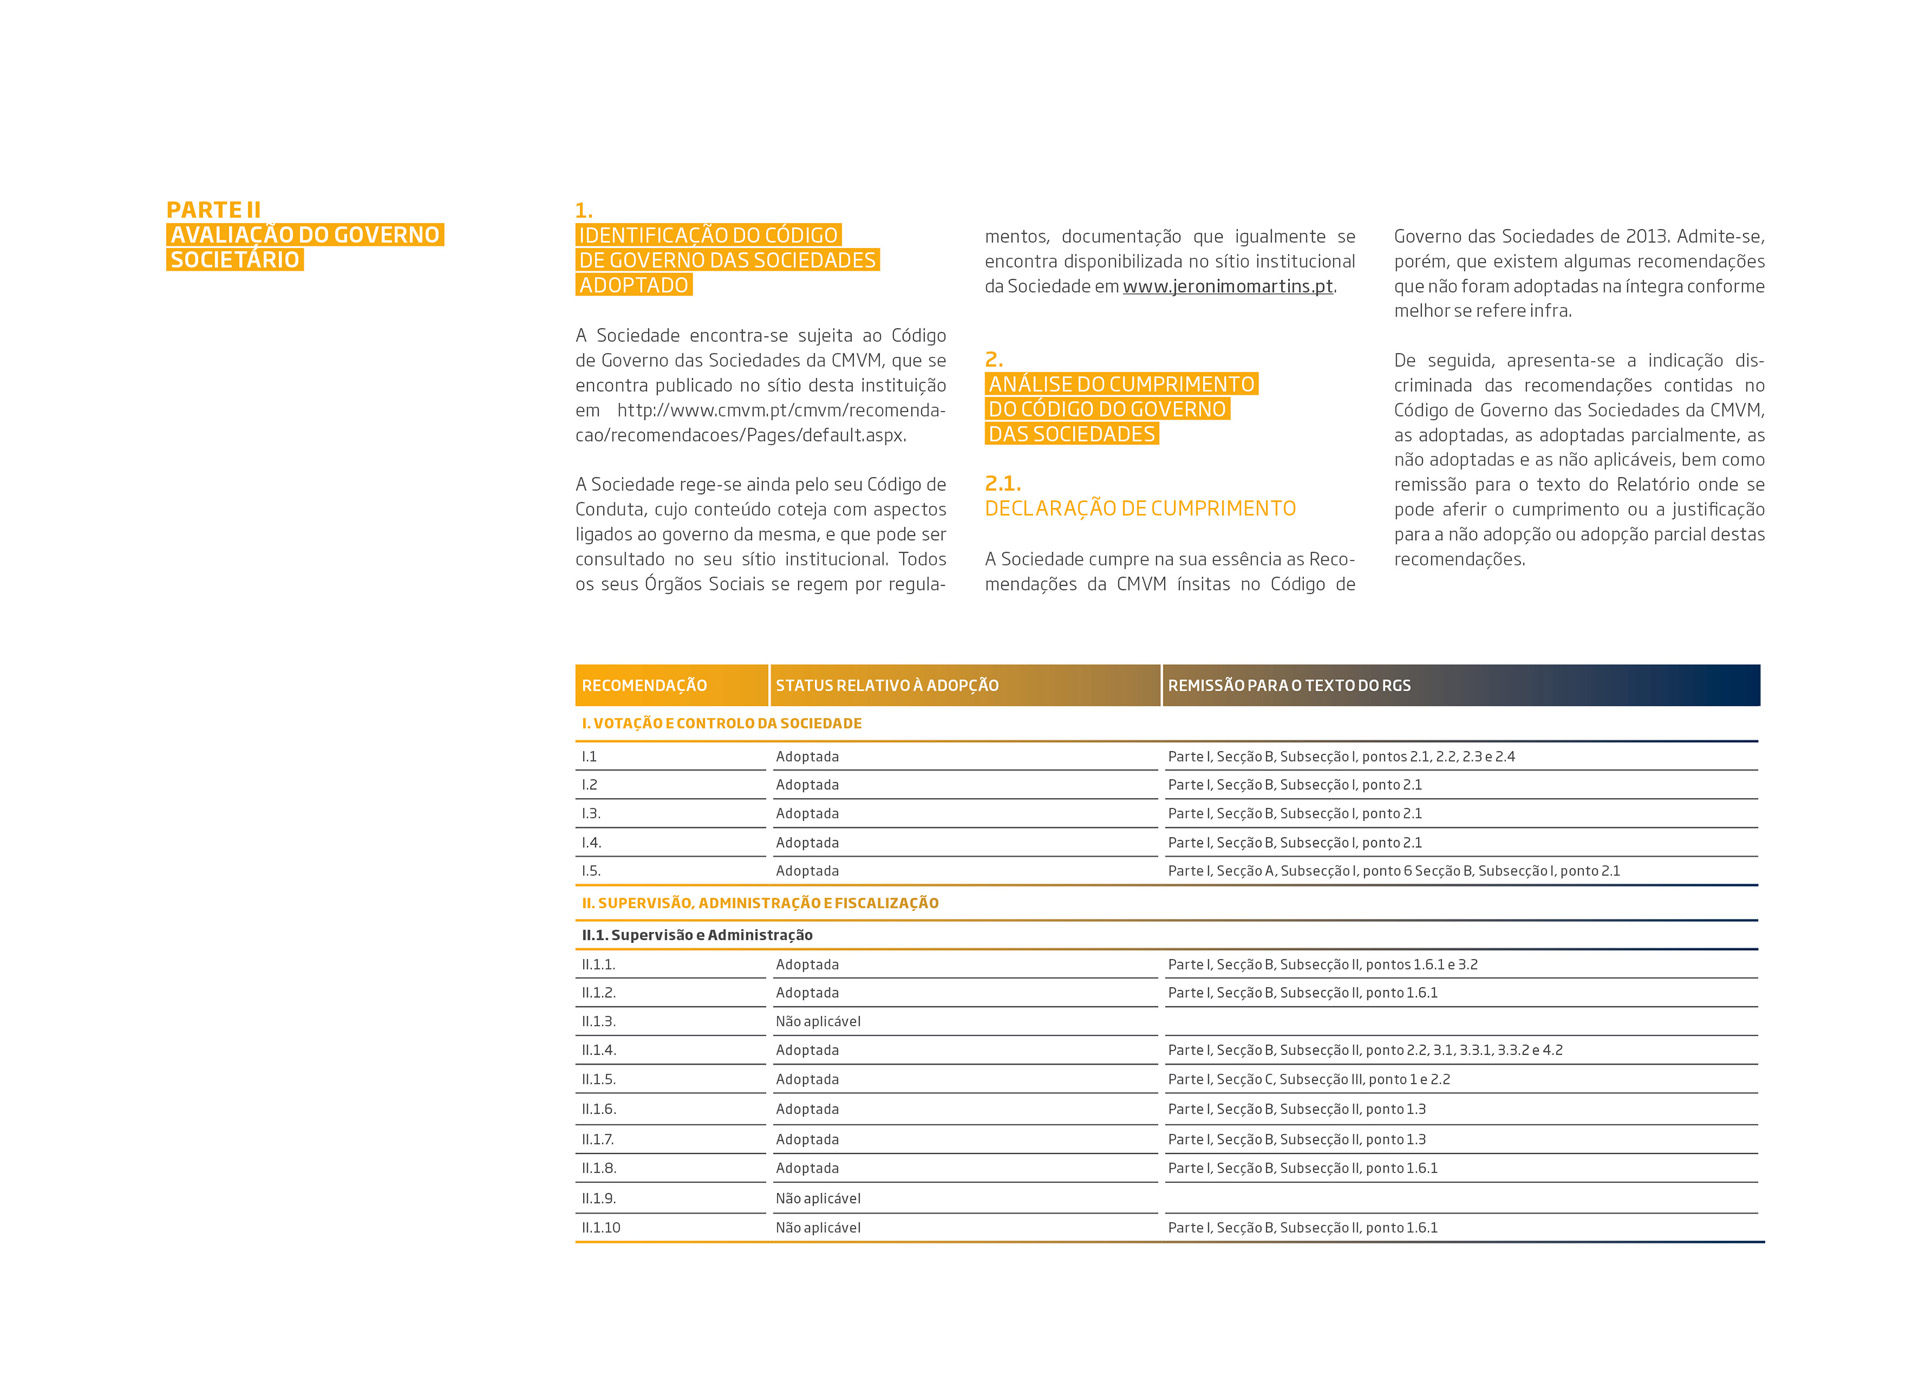 PARTE II
AVALIAÇÃO DO GOVERNO
SOCIETÁRIO
1.
IDENTIFICAÇÃO DO CÓDIGO
DE GOVERNO DAS SOCIEDADES
ADOPTADO
A Sociedade encontra-se sujeita ao Código
de Governo das Sociedades da CMVM, que se
encontra publicado no sítio desta instituição
em http://www.cmvm.pt/cmvm/recomenda-
cao/recomendacoes/Pages/default.aspx.
A Sociedade rege-se ainda pelo seu Código de
Conduta, cujo conteúdo coteja com aspectos
ligados ao governo da mesma, e que pode ser
consultado no seu sítio institucional. Todos
os seus Órgãos Sociais se regem por regula-
mentos, documentação que igualmente se
encontra disponibilizada no sítio institucional
da Sociedade em www.jeronimomartins.pt.
2.
ANÁLISE DO CUMPRIMENTO
DO CÓDIGO DO GOVERNO
DAS SOCIEDADES
2.1.
DECLARAÇÃO DE CUMPRIMENTO
A Sociedade cumpre na sua essência as Reco-
mendações da CMVM ínsitas no Código de
Governo das Sociedades de 2013. Admite-se,
porém, que existem algumas recomendações
que não foram adoptadas na íntegra conforme
melhor se refere infra.
De seguida, apresenta-se a indicação dis-
criminada das recomendações contidas no
Código de Governo das Sociedades da CMVM,
as adoptadas, as adoptadas parcialmente, as
não adoptadas e as não aplicáveis, bem como
remissão para o texto do Relatório onde se
pode aferir o cumprimento ou a justificação
para a não adopção ou adopção parcial destas
recomendações.
RECOMENDAÇÃO STATUS RELATIVO À ADOPÇÃO REMISSÃO PARA O TEXTO DO RGS
I. VOTAÇÃO E CONTROLO DA SOCIEDADE
I.1 Adoptada Parte I, Secção B, Subsecção I, pontos 2.1, 2.2, 2.3 e 2.4
I.2 Adoptada Parte I, Secção B, Subsecção I, ponto 2.1
I.3. Adoptada Parte I, Secção B, Subsecção I, ponto 2.1
I.4. Adoptada Parte I, Secção B, Subsecção I, ponto 2.1
I.5. Adoptada Parte I, Secção A, Subsecção I, ponto 6 Secção B, Subsecção I, ponto 2.1
II. SUPERVISÃO, ADMINISTRAÇÃO E FISCALIZAÇÃO
II.1. Supervisão e Administração
II.1.1. Adoptada Parte I, Secção B, Subsecção II, pontos 1.6.1 e 3.2
II.1.2. Adoptada Parte I, Secção B, Subsecção II, ponto 1.6.1
II.1.3. Não aplicável
II.1.4. Adoptada Parte I, Secção B, Subsecção II, ponto 2.2, 3.1, 3.3.1, 3.3.2 e 4.2
II.1.5. Adoptada Parte I, Secção C, Subsecção III, ponto 1 e 2.2
II.1.6. Adoptada Parte I, Secção B, Subsecção II, ponto 1.3
II.1.7. Adoptada Parte I, Secção B, Subsecção II, ponto 1.3
II.1.8. Adoptada Parte I, Secção B, Subsecção II, ponto 1.6.1
II.1.9. Não aplicável
II.1.10 Não aplicável Parte I, Secção B, Subsecção II, ponto 1.6.1